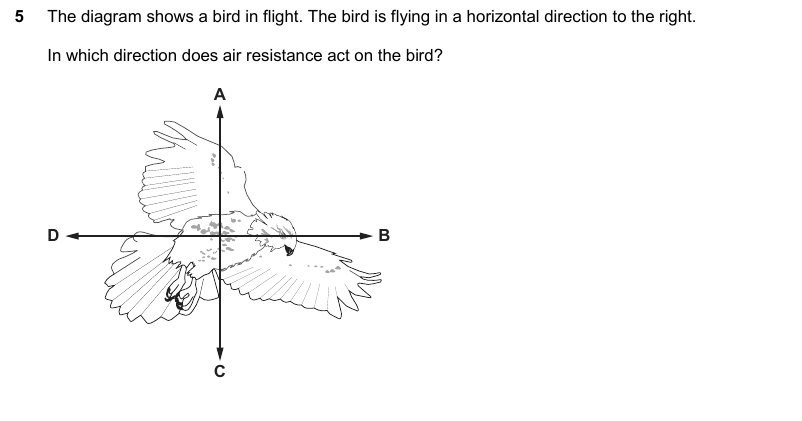 5 The diagram shows a bird in flight. The bird is flying in a horizontal direction to the right.
In which direction does air resistance act on the bird?
A
D
B
C